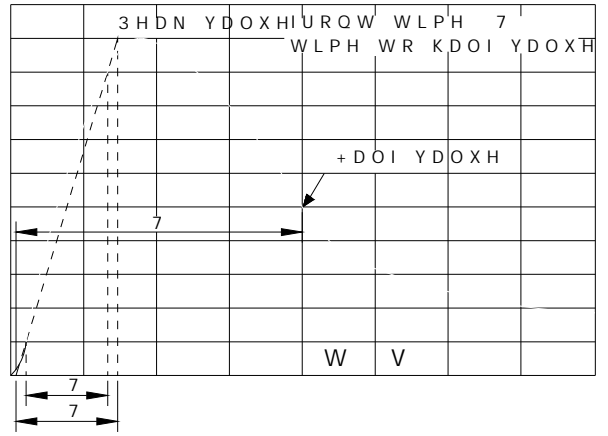 3HDN YDOXH
IURQW WLPH 7
WLPH WR KDOI YDOXH
+DOI YDOXH
7
W V
7
7